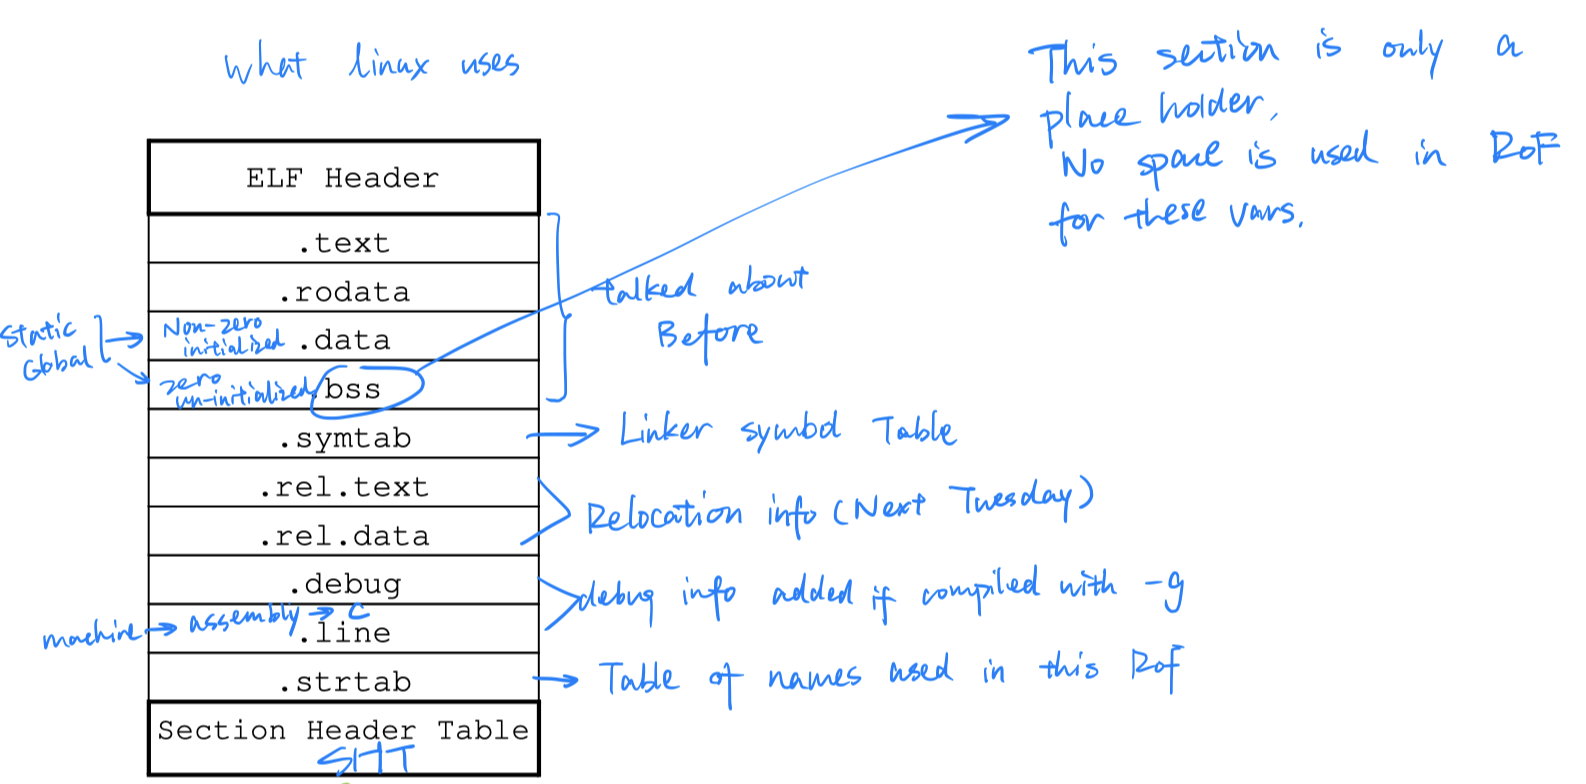 What linux uses
This section is only a
place holder.
No space is used in ROF
for these vars.
ELF Header
.text
.rodata
talked about
Before
Static
Global
Non-zero
initialized
.data
zero
un-initialized
.bss
.symtab
Linker symbol Table
.rel.text
.rel.data
Relocation info (Next Tuesday)
.debug
debug info added if compiled with -g
machine → assembly → C
.line
.strtab
Table of names used in this ROF
Section Header Table
SHT